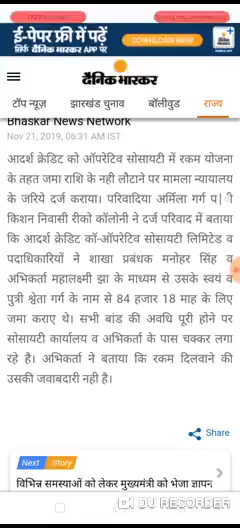 ई-पेपर फ्री में पढ़ें
सिर्फ दैनिक भास्कर APP पर
DOWNLOAD NOW
दैनिक भास्कर
टॉप न्यूज़ झारखंड चुनाव बॉलीवुड राज्य
Bhaskar News Network
Nov 21, 2019, 06:31 AM IST
आदर्श क्रेडिट को ऑपरेटिव सोसायटी में रकम योजना
के तहत जमा राशि के नही लौटाने पर मामला न्यायालय
के जरिये दर्ज कराया। परिवादिया अर्मिला गर्ग प|ी
किशन निवासी रीको कॉलोनी ने दर्ज परिवाद में बताया
कि आदर्श क्रेडिट कॉ-ऑपरेटिव सोसायटी लिमिटेड व
पदाधिकारियों ने शाखा प्रबंधक मनोहर सिंह व
अभिकर्ता महालक्ष्मी झा के माध्यम से उसके स्वयं व
पुत्री श्वेता गर्ग के नाम से 84 हजार 18 माह के लिए
जमा कराए थे। सभी बांड की अवधि पूरी होने पर
सोसायटी कार्यालय व अभिकर्ता के पास चक्कर लगा
रहे है। अभिकर्ता ने बताया कि रकम दिलवाने की
उसकी जवाबदारी नही है।
Share
Next Story
विभिन्न समस्याओं को लेकर मुख्यमंत्री को भेजा ज्ञापन
DU RECORDER